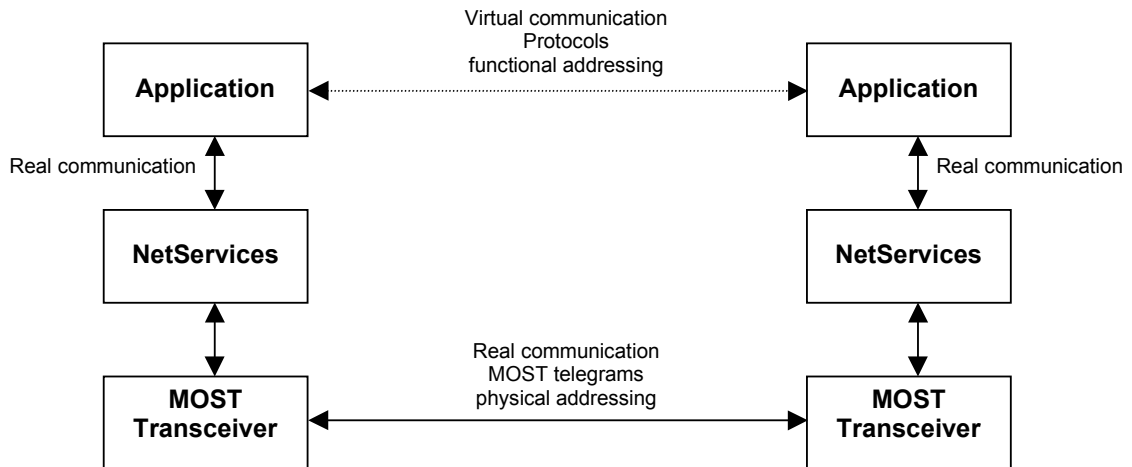 Virtual communication
Protocols
functional addressing
Application
Application
Real communication
Real communication
NetServices
NetServices
Real communication
MOST telegrams
physical addressing
MOST
Transceiver
MOST
Transceiver